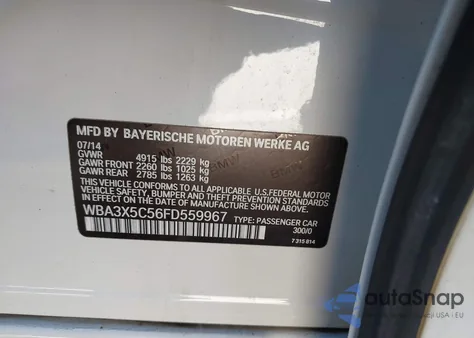 MFD BY BAYERISCHE MOTOREN WERKE AG
07/14
GVWR 4915 lbs 2229 kg
GAWR FRONT 2260 lbs 1025 kg
GAWR REAR 2785 lbs 1263 kg
THIS VEHICLE CONFORMS TO ALL APPLICABLE U.S. FEDERAL MOTOR
VEHICLE SAFETY, BUMPER AND THEFT PREVENTION STANDARDS
IN EFFECT ON THE DATE OF MANUFACTURE SHOWN ABOVE.
WBA3X5C56FD559967 TYPE: PASSENGER CAR
300/0
7 315 814
autoSnap
USA i EU